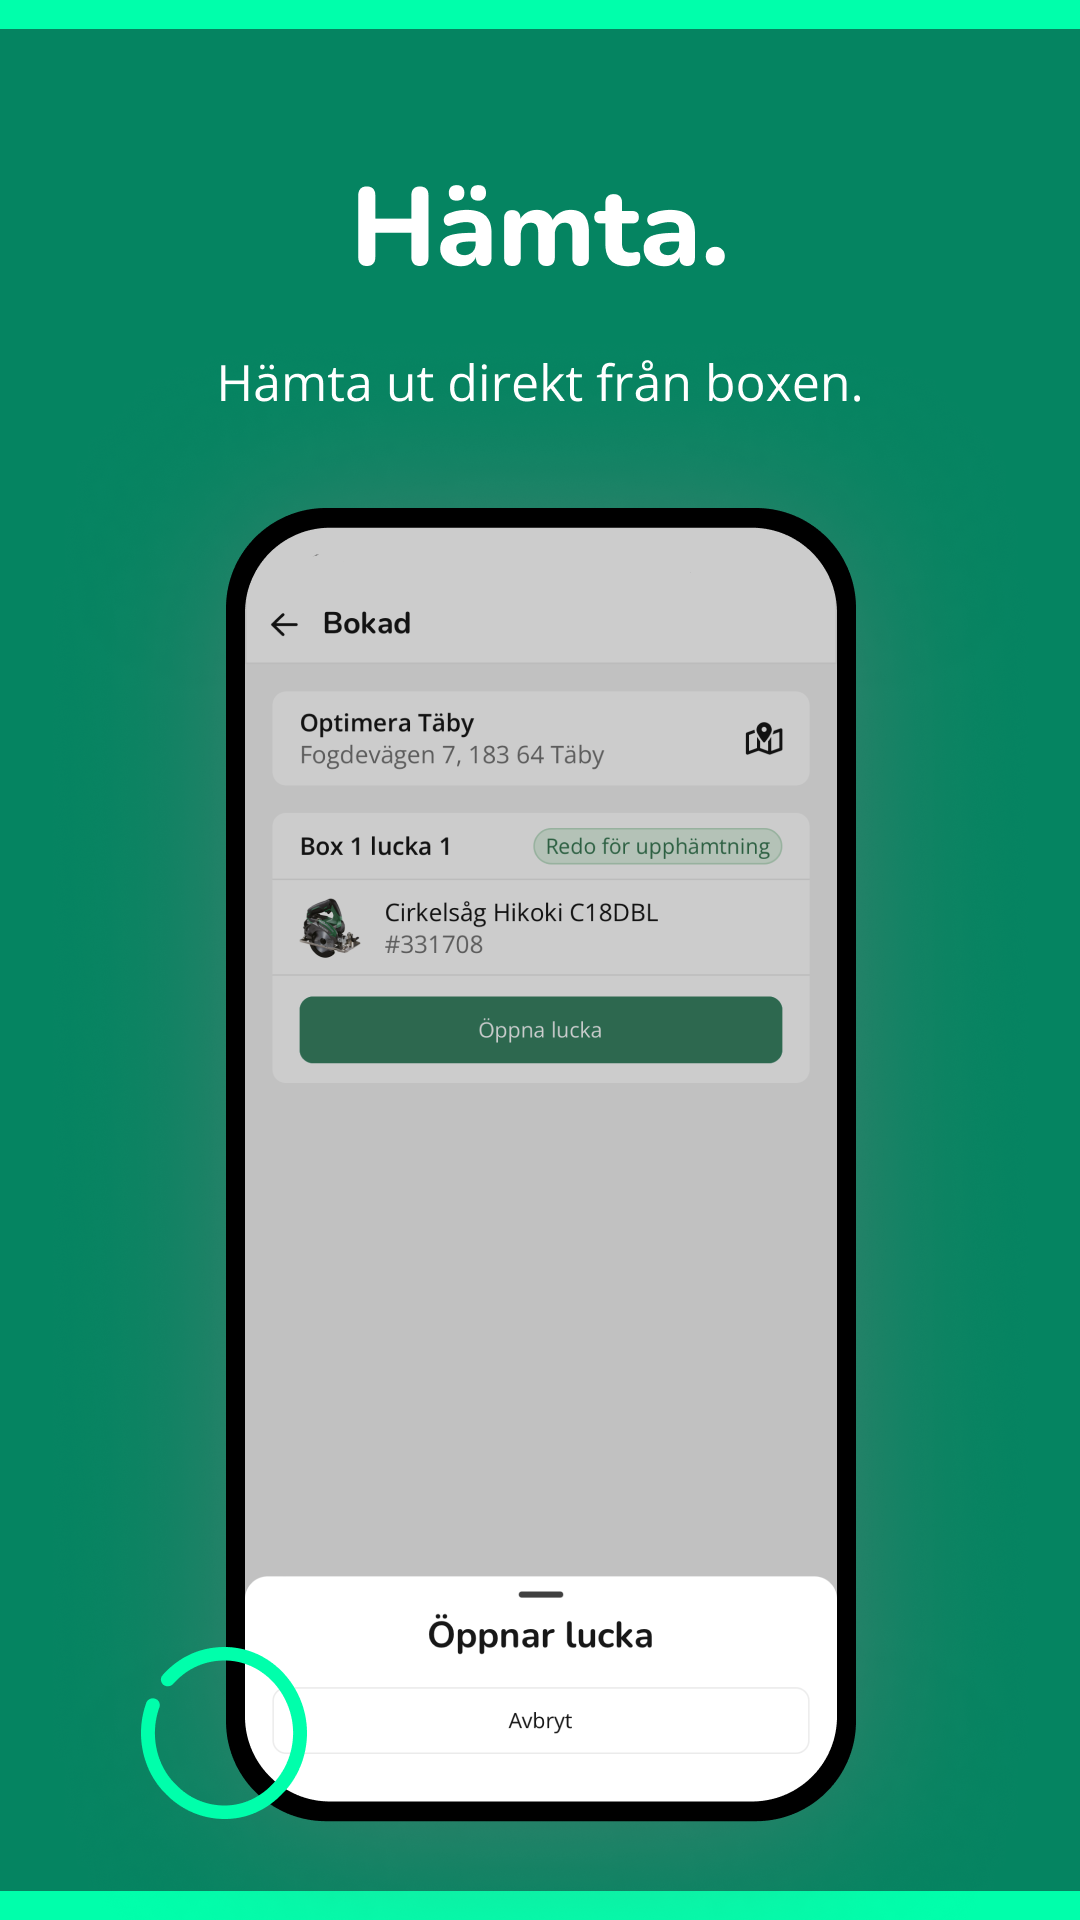 Hämta.
Hämta ut direkt från boxen.
Bokad
Optimera Täby
Fogdevägen 7, 183 64 Täby
Box 1 lucka 1
Redo för upphämtning
Cirkelsåg Hikoki C18DBL
#331708
Öppna lucka
Öppnar lucka
Avbryt